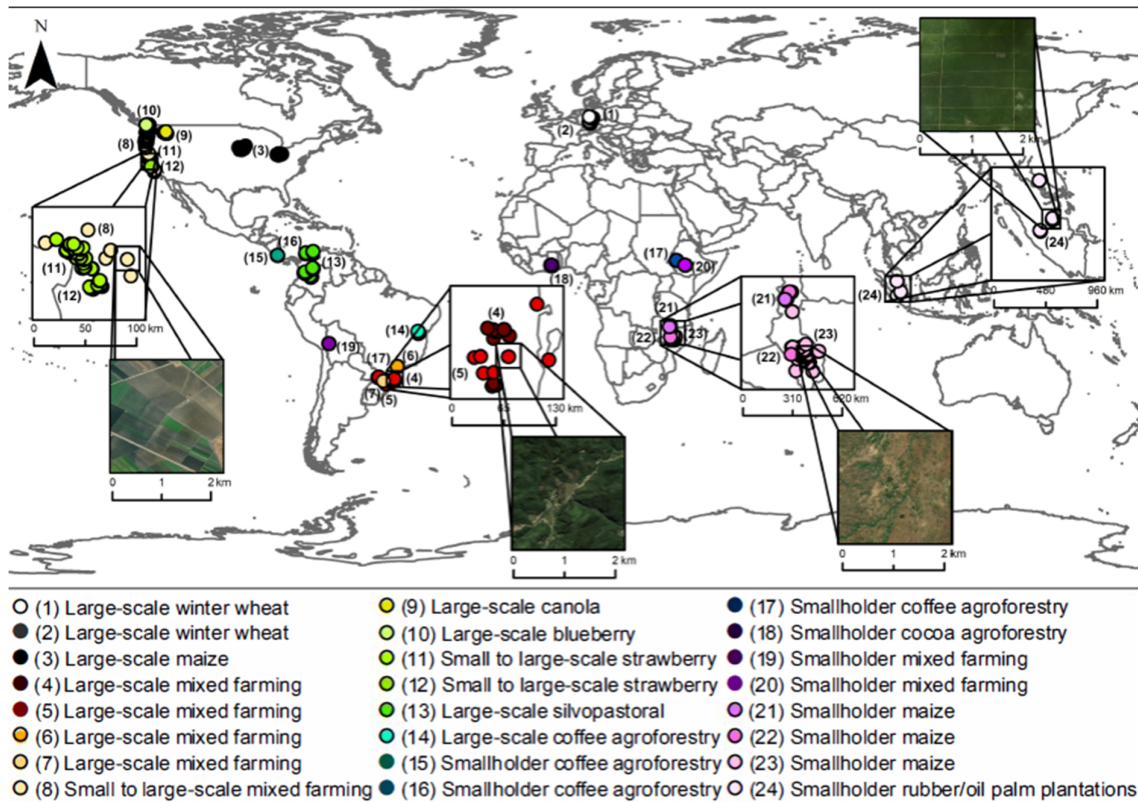 N
(10)
(9)
(8)
(3)
(11)
(12)
(1)
(2)
0 1 2 km
(8)
(11)
(12)
0 50 100 km
(16)
(15)
(13)
(18)
(17)
(20)
(24)
0 480 960 km
(24)
(14)
(19)
(17)
(6)
(4)
(7)
(5)
(4)
(5)
0 65 130 km
(21)
(22)
(23)
(21)
(22)
(23)
0 310 620 km
0 1 2 km
0 1 2 km
0 1 2 km
(1) Large-scale winter wheat
(2) Large-scale winter wheat
(3) Large-scale maize
(4) Large-scale mixed farming
(5) Large-scale mixed farming
(6) Large-scale mixed farming
(7) Large-scale mixed farming
(8) Small to large-scale mixed farming
(9) Large-scale canola
(10) Large-scale blueberry
(11) Small to large-scale strawberry
(12) Small to large-scale strawberry
(13) Large-scale silvopastoral
(14) Large-scale coffee agroforestry
(15) Smallholder coffee agroforestry
(16) Smallholder coffee agroforestry
(17) Smallholder coffee agroforestry
(18) Smallholder cocoa agroforestry
(19) Smallholder mixed farming
(20) Smallholder mixed farming
(21) Smallholder maize
(22) Smallholder maize
(23) Smallholder maize
(24) Smallholder rubber/oil palm plantations